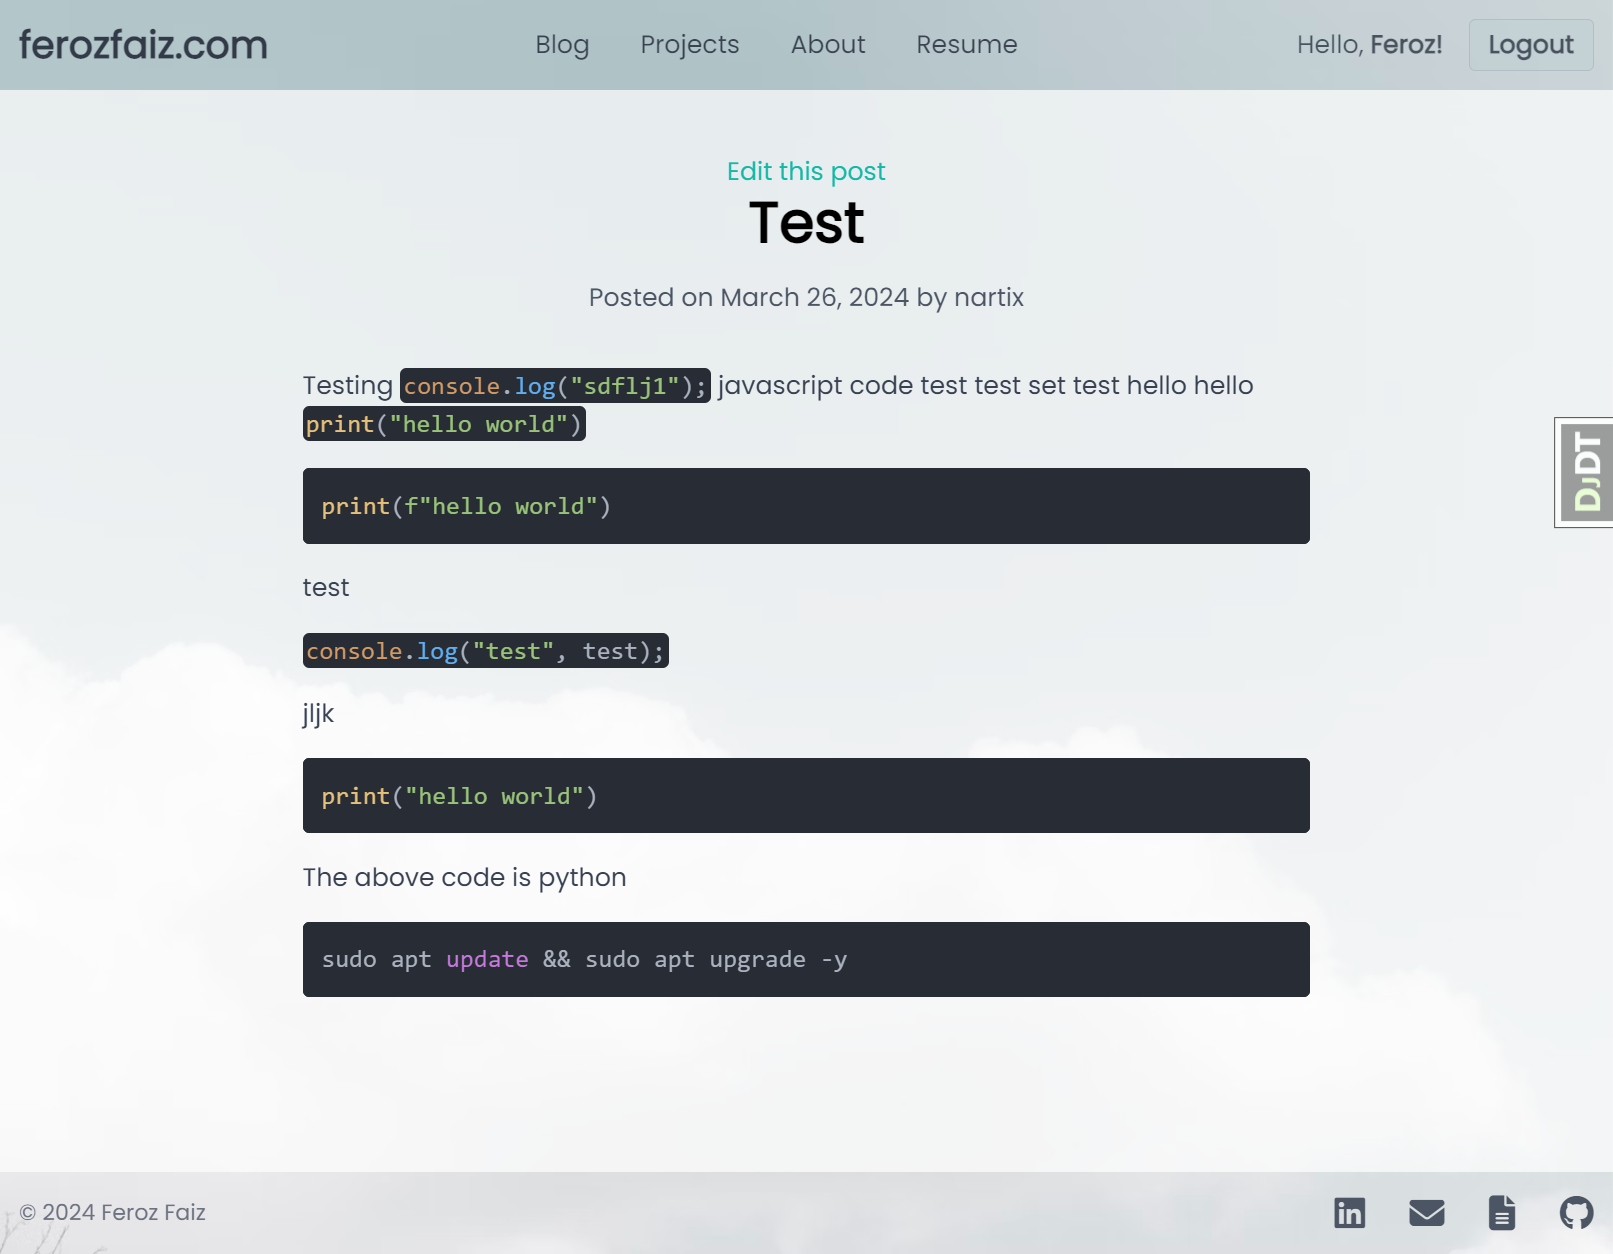 ferozfaiz.com Blog Projects About Resume Hello, Feroz! Logout
Edit this post
Test
Posted on March 26, 2024 by nartix
Testing console.log("sdflj1"); javascript code test test set test hello hello
print("hello world")
print(f"hello world")
DJDT
test
console.log("test", test);
jljk
print("hello world")
The above code is python
sudo apt update && sudo apt upgrade -y
© 2024 Feroz Faiz
in